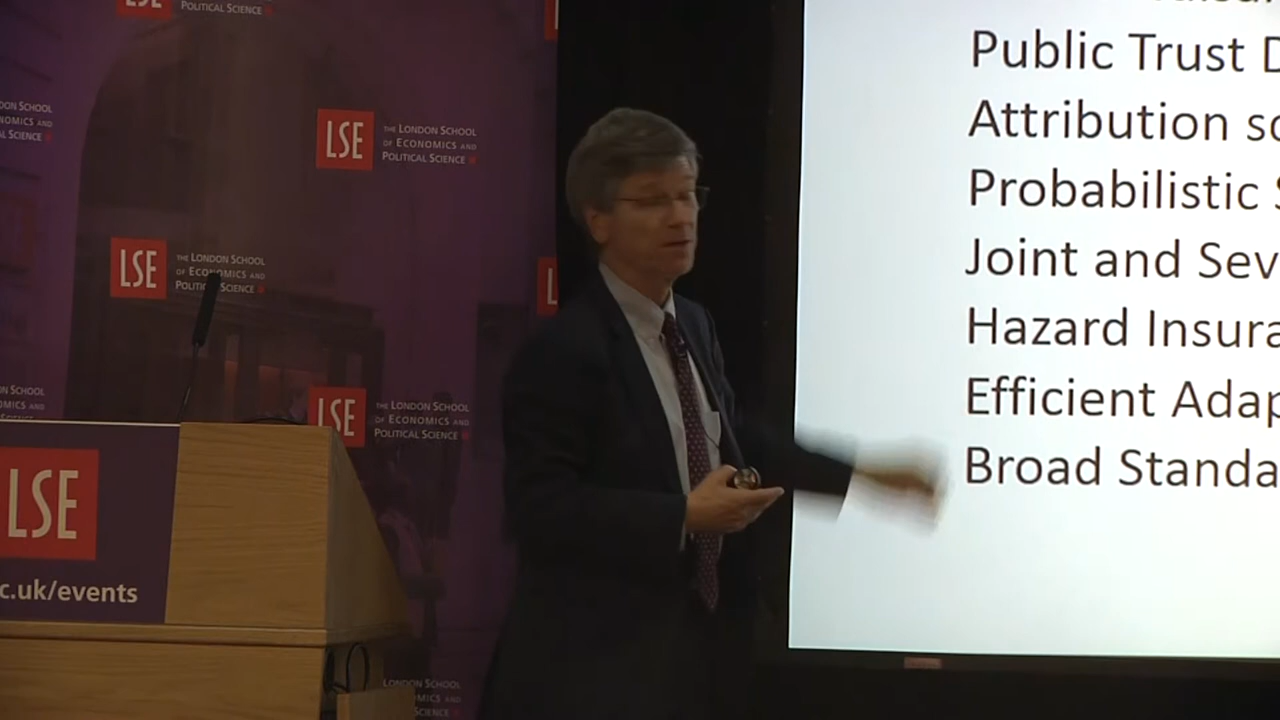 POLITICAL SCIENCE
LSE
THE LONDON SCHOOL
OF ECONOMICS AND
POLITICAL SCIENCE
LSE
THE LONDON SCHOOL
OF ECONOMICS AND
LSE
THE LONDON SCHOOL
OF ECONOMICS AND
POLITICAL SCIENCE
LSE
c.uk/events
LONDON SCHOOL
Public Trust D
Attribution sc
Probabilistic S
Joint and Sev
Hazard Insura
Efficient Adap
Broad Standa